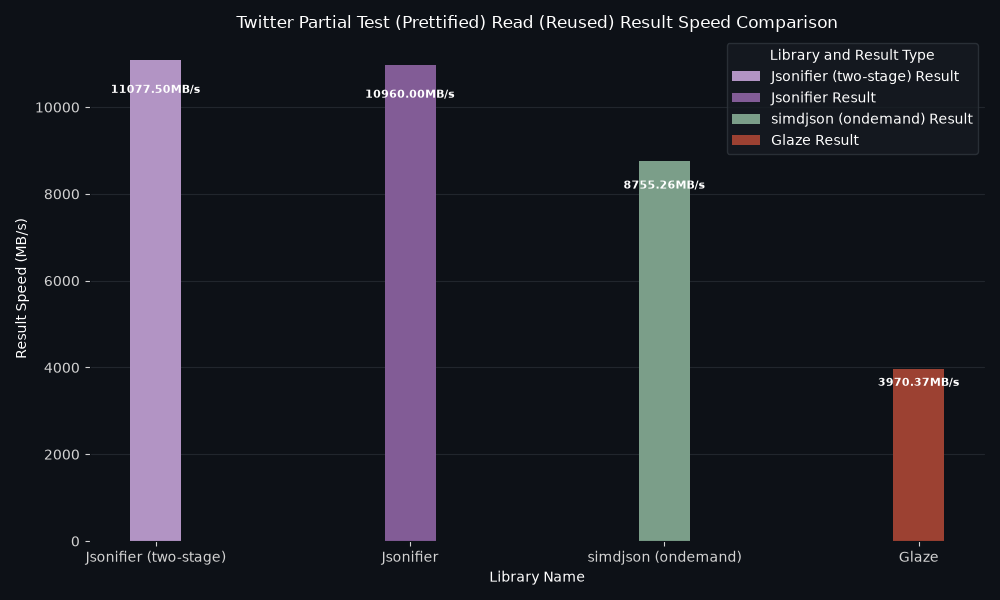 Twitter Partial Test (Prettified) Read (Reused) Result Speed Comparison
Library and Result Type
Jsonifier (two-stage) Result
Jsonifier Result
simdjson (ondemand) Result
Glaze Result
11077.50MB/s
10960.00MB/s
8755.26MB/s
3970.37MB/s
Result Speed (MB/s)
10000
8000
6000
4000
2000
0
Jsonifier (two-stage)
Jsonifier
simdjson (ondemand)
Glaze
Library Name